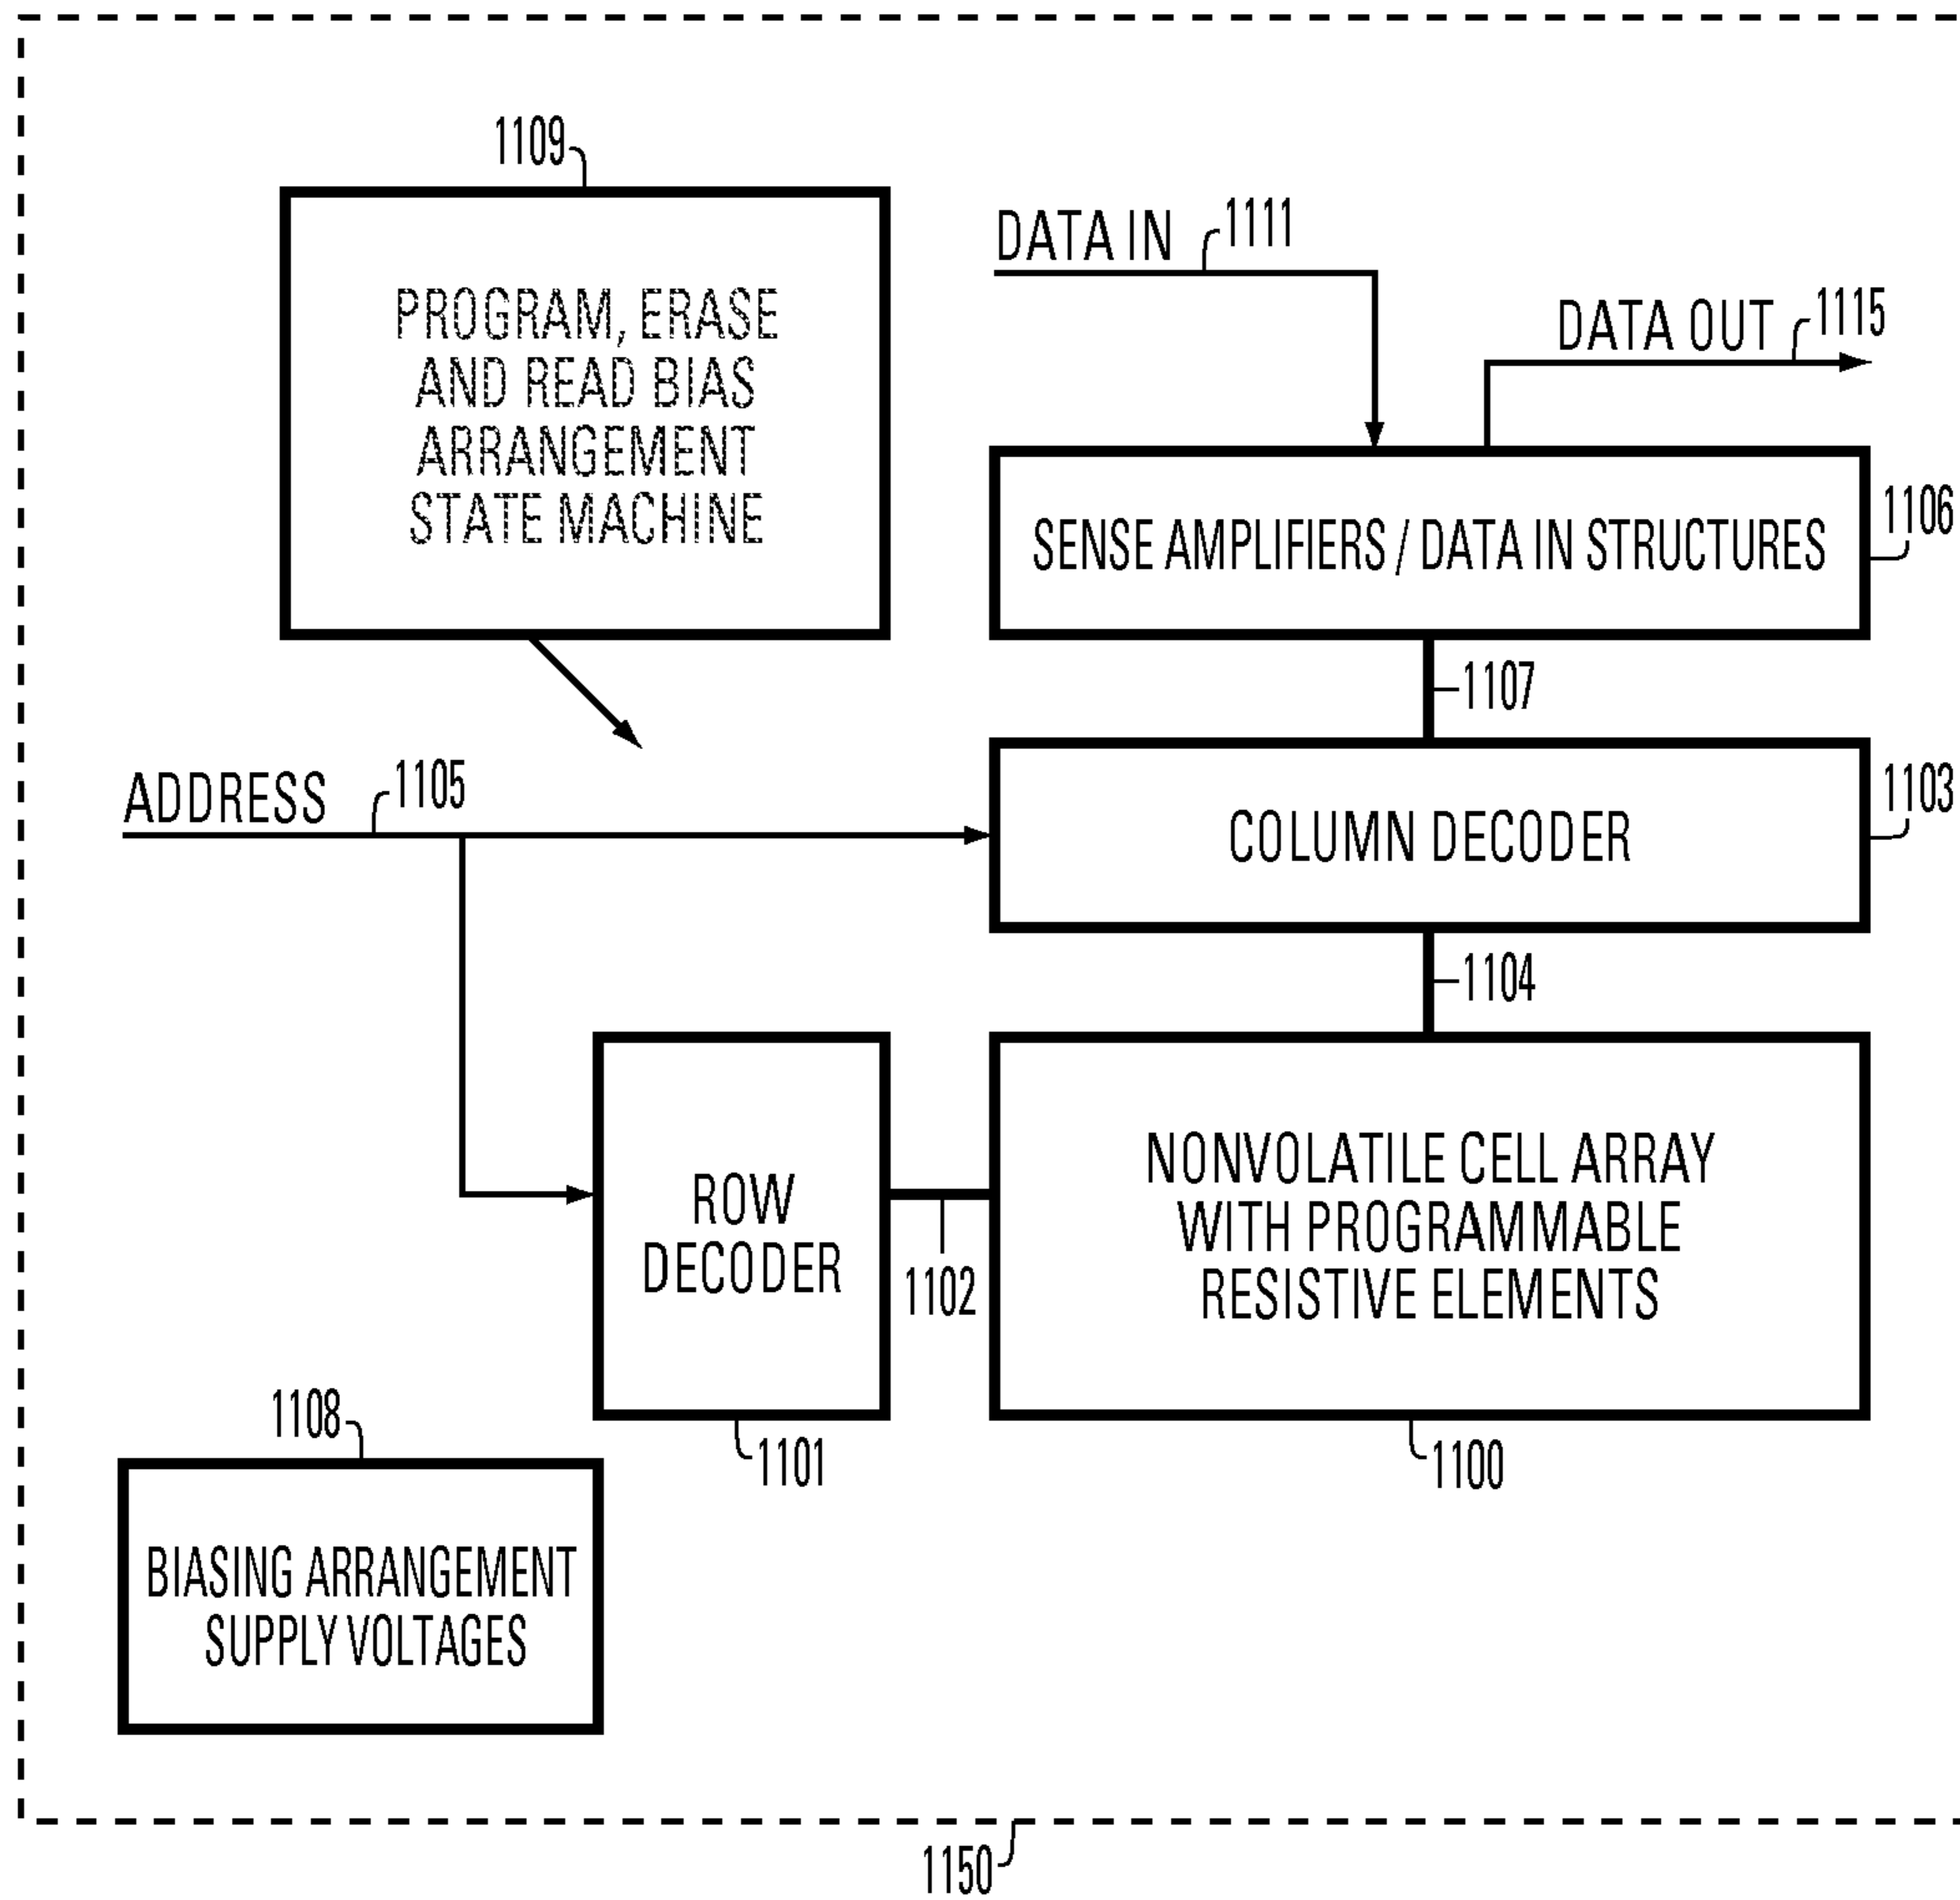 1109
PROGRAM, ERASE
AND READ BIAS
ARRANGEMENT
STATE MACHINE
DATA IN
1111
DATA OUT
1115
SENSE AMPLIFIERS / DATA IN STRUCTURES
1106
1107
ADDRESS
1105
COLUMN DECODER
1103
1104
ROW
DECODER
1101
1102
NONVOLATILE CELL ARRAY
WITH PROGRAMMABLE
RESISTIVE ELEMENTS
1100
1108
BIASING ARRANGEMENT
SUPPLY VOLTAGES
1150